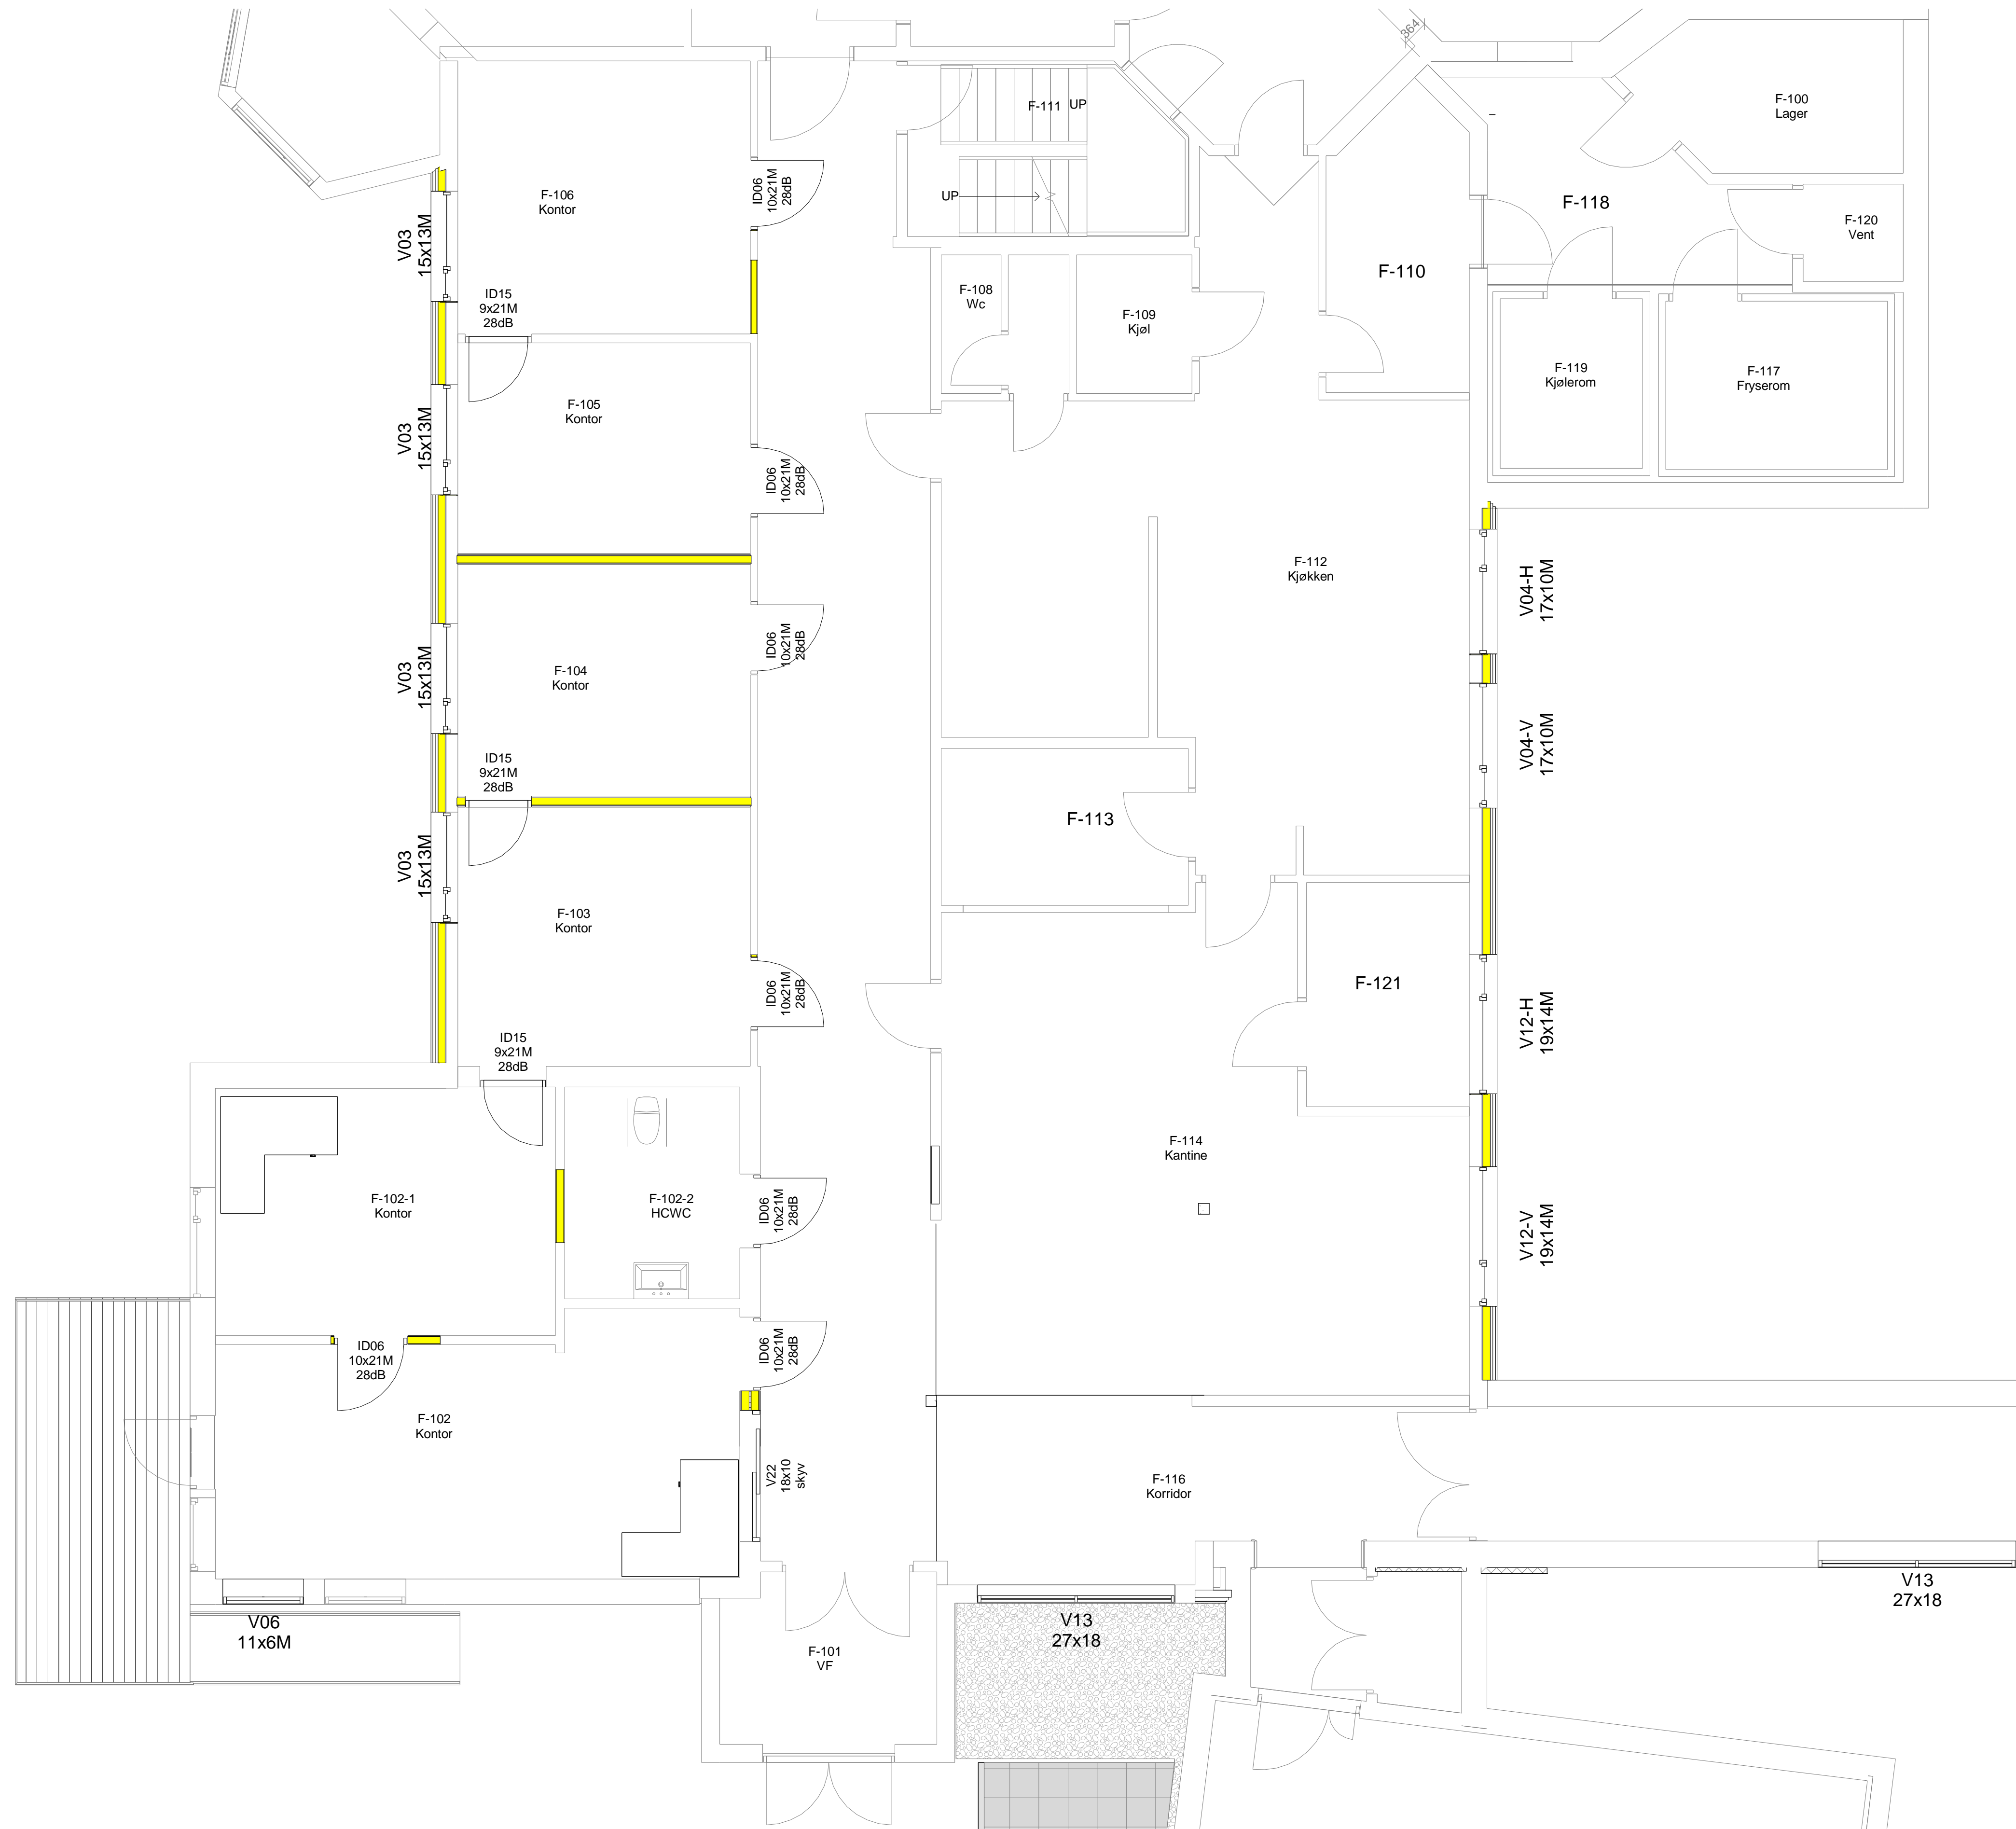 364
F-111
UP
UP
F-100
Lager
F-106
Kontor
ID06
10x21M
28dB
F-118
F-120
Vent
V03
15x13M
F-110
F-108
Wc
F-109
Kjøl
ID15
9x21M
28dB
F-119
Kjølerom
F-117
Fryserom
F-105
Kontor
V03
15x13M
ID06
10x21M
28dB
F-112
Kjøkken
V04-H
17x10M
ID06
10x21M
28dB
F-104
Kontor
V03
15x13M
V04-V
17x10M
ID15
9x21M
28dB
F-113
V03
15x13M
F-103
Kontor
ID06
10x21M
28dB
F-121
V12-H
19x14M
ID15
9x21M
28dB
F-114
Kantine
F-102-1
Kontor
F-102-2
HCWC
ID06
10x21M
28dB
V12-V
19x14M
ID06
10x21M
28dB
ID06
10x21M
28dB
F-102
Kontor
V22
18x10
skyv
F-116
Korridor
V06
11x6M
F-101
VF
V13
27x18
V13
27x18